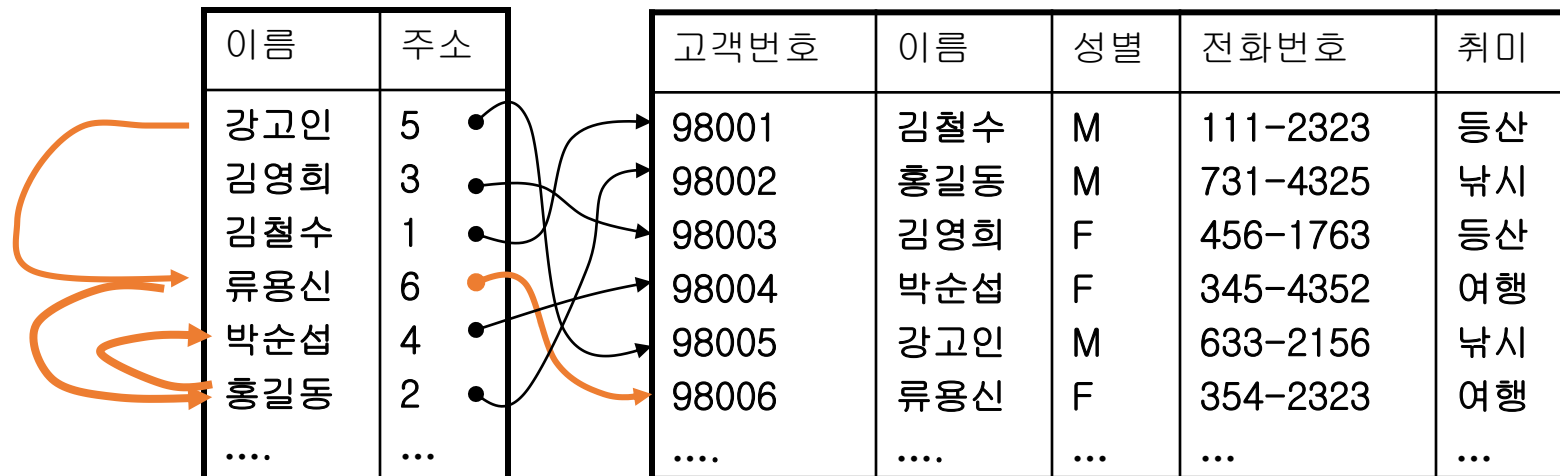 이름 주소
강고인 5
김영희 3
김철수 1
류용신 6
박순섭 4
홍길동 2
.... ...
고객번호 이름 성별 전화번호 취미
98001 김철수 M 111-2323 등산
98002 홍길동 M 731-4325 낚시
98003 김영희 F 456-1763 등산
98004 박순섭 F 345-4352 여행
98005 강고인 M 633-2156 낚시
98006 류용신 F 354-2323 여행
.... .... ... ... ...